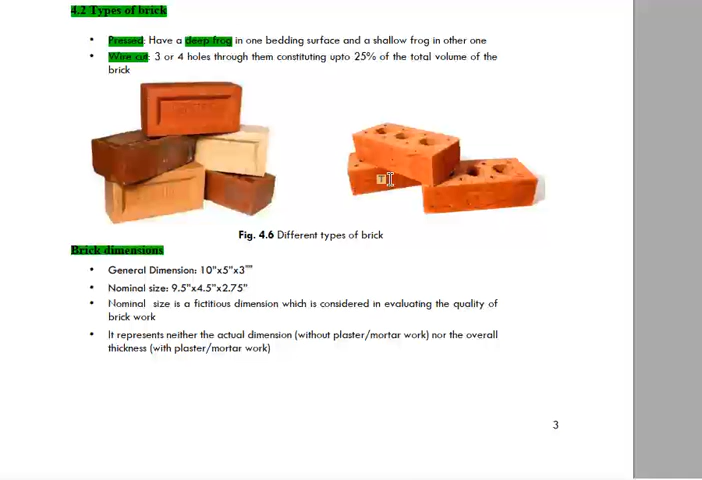 4.2 Types of brick
• Pressed: Have a deep frog in one bedding surface and a shallow frog in other one
• Wire cut: 3 or 4 holes through them constituting upto 25% of the total volume of the
brick
Fig. 4.6 Different types of brick
Brick dimensions
• General Dimension: 10"x5"x3""
• Nominal size: 9.5"x4.5"x2.75"
• Nominal size is a fictitious dimension which is considered in evaluating the quality of
brick work
• It represents neither the actual dimension (without plaster/mortar work) nor the overall
thickness (with plaster/mortar work)
3